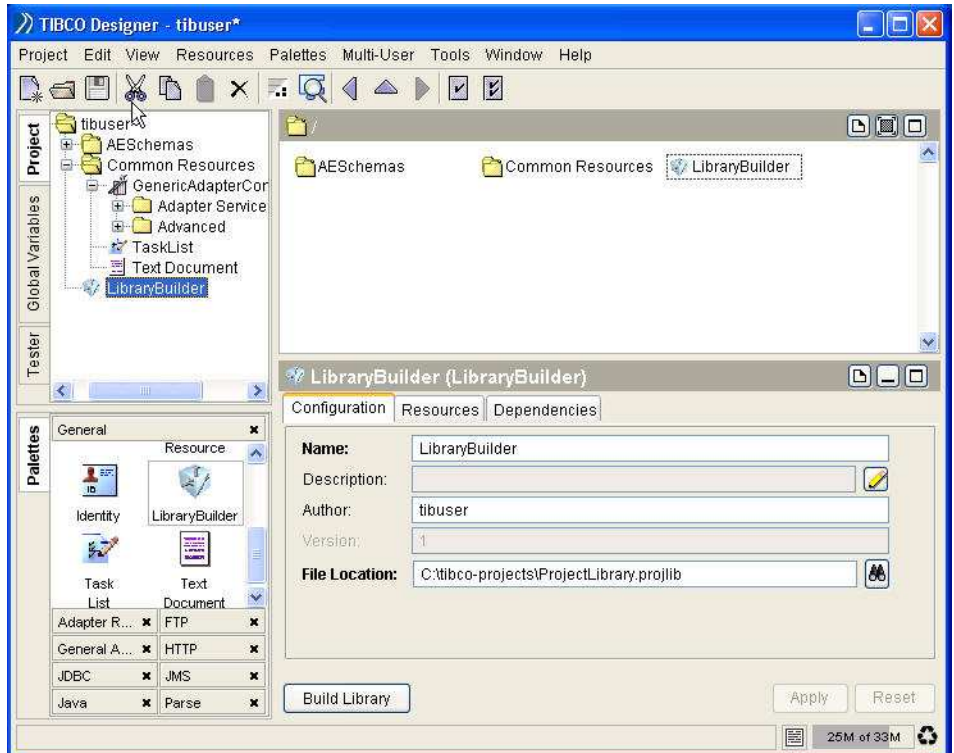 TIBCO Designer - tibuser*
Project Edit View Resources Palettes Multi-User Tools Window Help
Project
Global Variables
Tester
tibuser
AESchemas
Common Resources
GenericAdapterCor
Adapter Service
Advanced
TaskList
Text Document
LibraryBuilder
/
AESchemas Common Resources LibraryBuilder
LibraryBuilder (LibraryBuilder)
Configuration Resources Dependencies
Name: LibraryBuilder
Description:
Author: tibuser
Version: 1
File Location: C:\tibco-projects\ProjectLibrary.projlib
Build Library Apply Reset
Palettes
General
Resource
ID
Identity LibraryBuilder
Task Text
List Document
Adapter R... FTP
General A... HTTP
JDBC JMS
Java Parse
25M of 33M